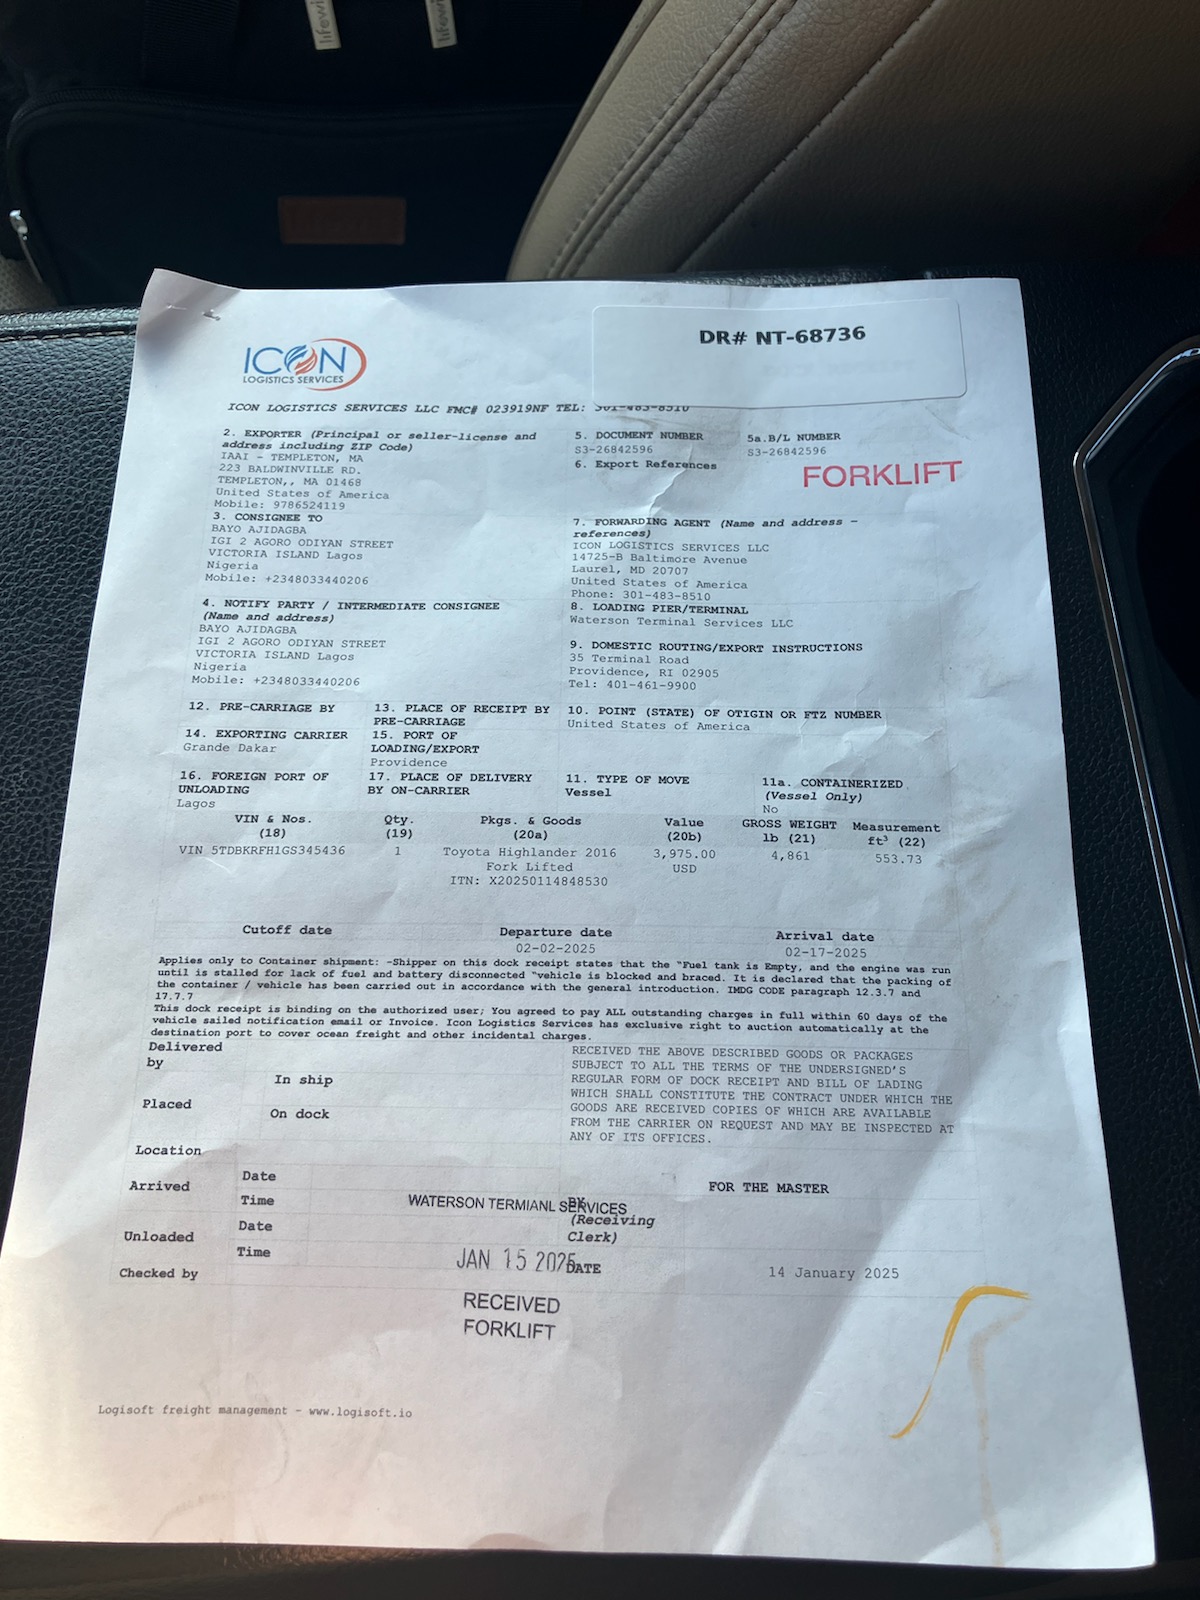 lifewit
lifewit
DR# NT-68736
ICON
LOGISTICS SERVICES
ICON LOGISTICS SERVICES LLC FMC# 023919NF TEL: 301-483-8510
2. EXPORTER (Principal or seller-license and
address including ZIP Code)
IAAI - TEMPLETON, MA
223 BALDWINVILLE RD.
TEMPLETON,, MA 01468
United States of America
Mobile: 9786524119
5. DOCUMENT NUMBER
S3-26842596
5a.B/L NUMBER
S3-26842596
6. Export References
FORKLIFT
3. CONSIGNEE TO
BAYO AJIDAGBA
IGI 2 AGORO ODIYAN STREET
VICTORIA ISLAND Lagos
Nigeria
Mobile: +2348033440206
7. FORWARDING AGENT (Name and address -
references)
ICON LOGISTICS SERVICES LLC
14725-B Baltimore Avenue
Laurel, MD 20707
United States of America
Phone: 301-483-8510
4. NOTIFY PARTY / INTERMEDIATE CONSIGNEE
(Name and address)
BAYO AJIDAGBA
IGI 2 AGORO ODIYAN STREET
VICTORIA ISLAND Lagos
Nigeria
Mobile: +2348033440206
8. LOADING PIER/TERMINAL
Waterson Terminal Services LLC
9. DOMESTIC ROUTING/EXPORT INSTRUCTIONS
35 Terminal Road
Providence, RI 02905
Tel: 401-461-9900
12. PRE-CARRIAGE BY
13. PLACE OF RECEIPT BY
PRE-CARRIAGE
10. POINT (STATE) OF OTIGIN OR FTZ NUMBER
United States of America
14. EXPORTING CARRIER
Grande Dakar
15. PORT OF
LOADING/EXPORT
Providence
16. FOREIGN PORT OF
UNLOADING
Lagos
17. PLACE OF DELIVERY
BY ON-CARRIER
11. TYPE OF MOVE
Vessel
11a. CONTAINERIZED
(Vessel Only)
No
VIN & Nos.
(18)
Qty.
(19)
Pkgs. & Goods
(20a)
Value
(20b)
GROSS WEIGHT
lb (21)
Measurement
ft³ (22)
VIN 5TDBKRFH1GS345436
1
Toyota Highlander 2016
Fork Lifted
ITN: X20250114848530
3,975.00
USD
4,861
553.73
Cutoff date
Departure date
02-02-2025
Arrival date
02-17-2025
Applies only to Container shipment: -Shipper on this dock receipt states that the "Fuel tank is Empty, and the engine was run
until is stalled for lack of fuel and battery disconnected "vehicle is blocked and braced. It is declared that the packing of
the container / vehicle has been carried out in accordance with the general introduction. IMDG CODE paragraph 12.3.7 and
17.7.7
This dock receipt is binding on the authorized user; You agreed to pay ALL outstanding charges in full within 60 days of the
vehicle sailed notification email or Invoice. Icon Logistics Services has exclusive right to auction automatically at the
destination port to cover ocean freight and other incidental charges.
Delivered
by
In ship
Placed
On dock
Location
RECEIVED THE ABOVE DESCRIBED GOODS OR PACKAGES
SUBJECT TO ALL THE TERMS OF THE UNDERSIGNED'S
REGULAR FORM OF DOCK RECEIPT AND BILL OF LADING
WHICH SHALL CONSTITUTE THE CONTRACT UNDER WHICH THE
GOODS ARE RECEIVED COPIES OF WHICH ARE AVAILABLE
FROM THE CARRIER ON REQUEST AND MAY BE INSPECTED AT
ANY OF ITS OFFICES.
Arrived
Date
Time
FOR THE MASTER
WATERSON TERMIANL SERVICES
BY
(Receiving
Clerk)
Unloaded
Date
Time
JAN 15 2025
DATE
14 January 2025
Checked by
RECEIVED
FORKLIFT
Logisoft freight management - www.logisoft.io